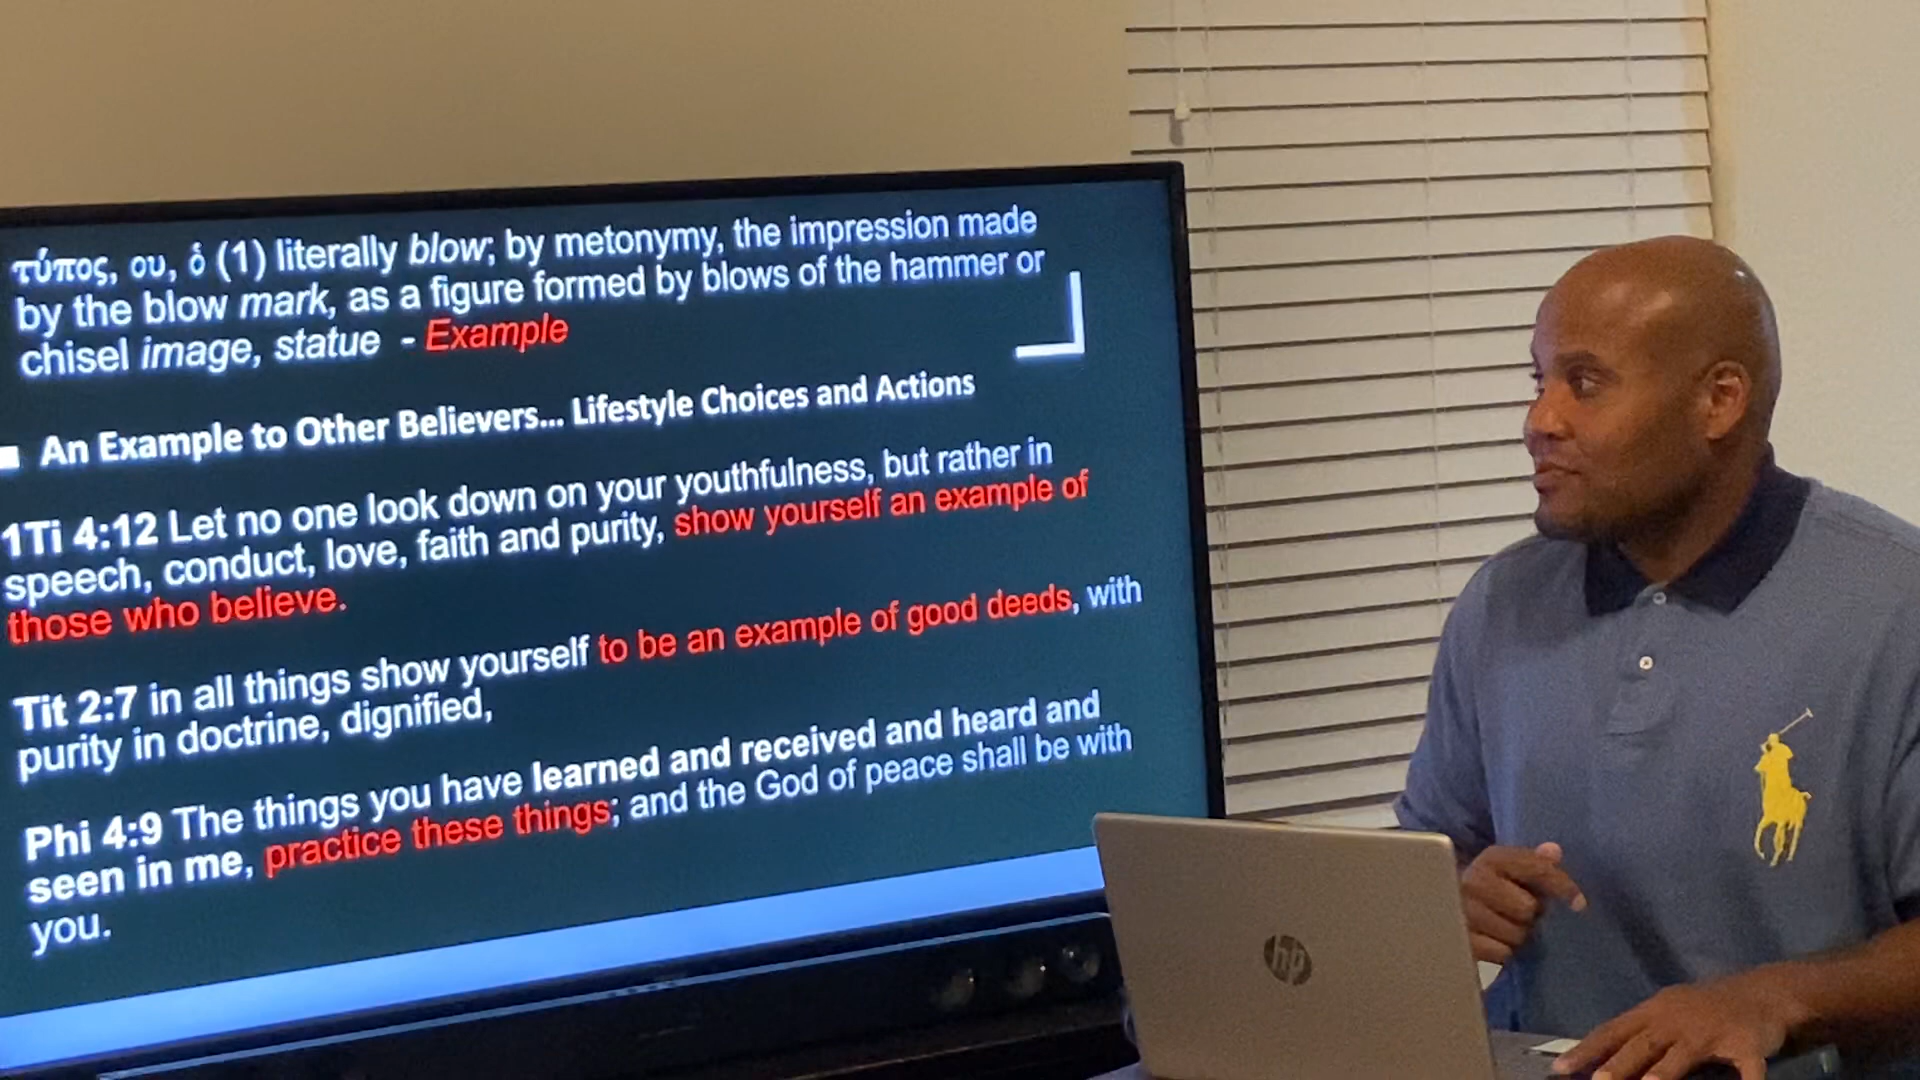 τύπος, ου, ὁ (1) literally blow; by metonymy, the impression made
by the blow mark, as a figure formed by blows of the hammer or
chisel image, statue - Example
▪ An Example to Other Believers... Lifestyle Choices and Actions
1Ti 4:12 Let no one look down on your youthfulness, but rather in
speech, conduct, love, faith and purity, show yourself an example of
those who believe.
Tit 2:7 in all things show yourself to be an example of good deeds, with
purity in doctrine, dignified,
Phi 4:9 The things you have learned and received and heard and
seen in me, practice these things; and the God of peace shall be with
you.
hp